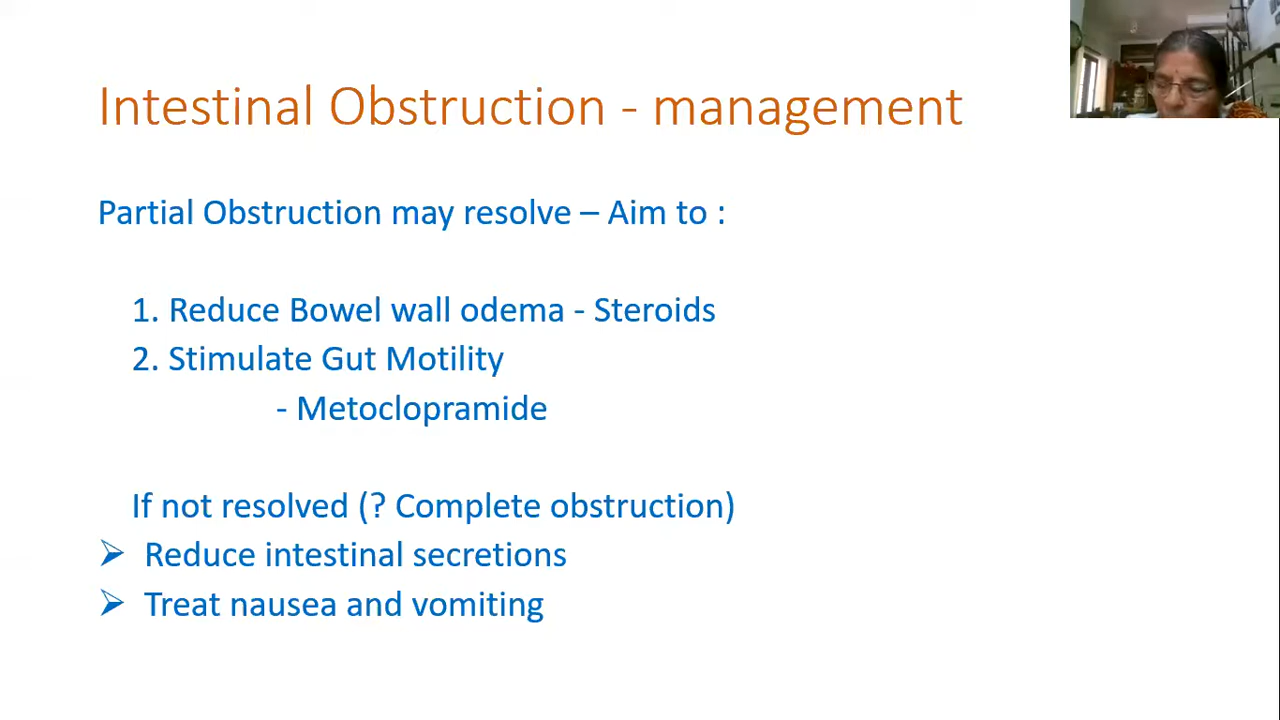 Intestinal Obstruction - management
Partial Obstruction may resolve – Aim to :
1. Reduce Bowel wall odema - Steroids
2. Stimulate Gut Motility
- Metoclopramide
If not resolved (? Complete obstruction)
➢ Reduce intestinal secretions
➢ Treat nausea and vomiting